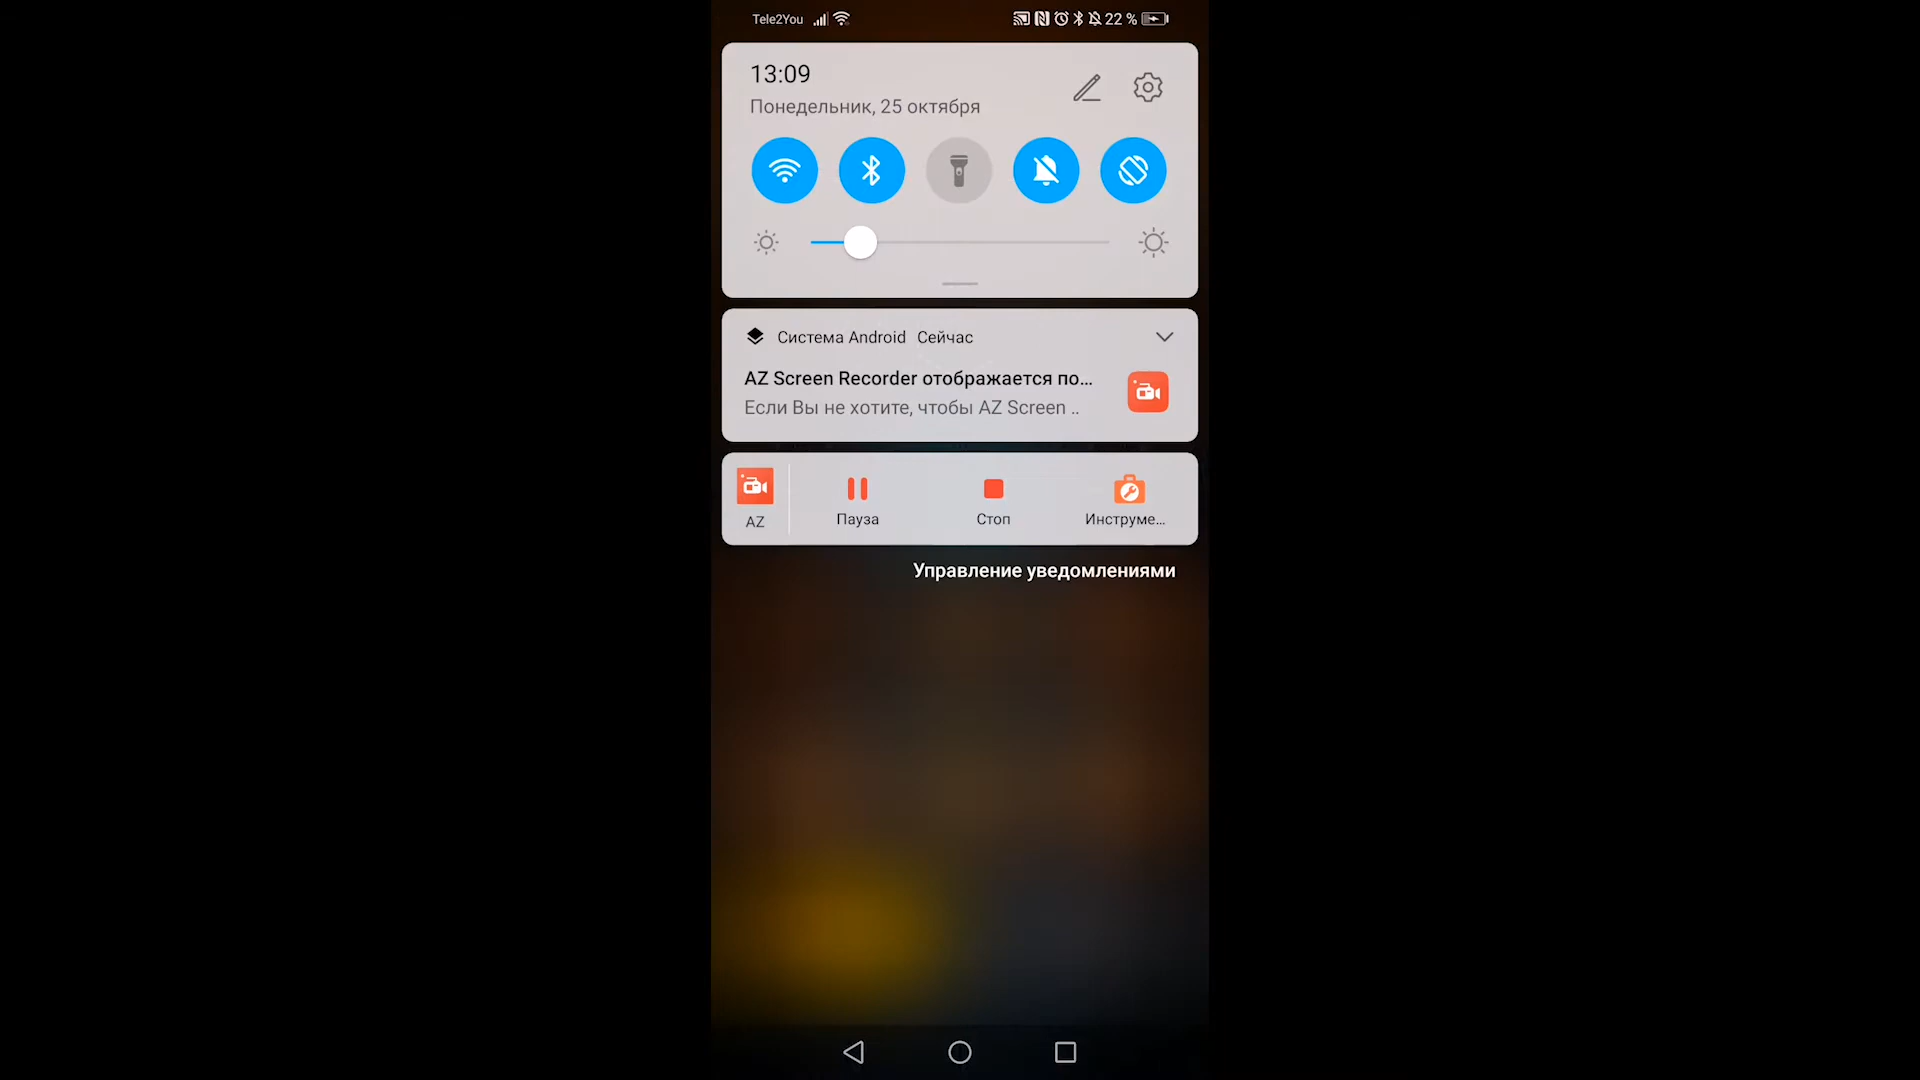 Tele2You
22 %
13:09
Понедельник, 25 октября
Система Android Сейчас
AZ Screen Recorder отображается по...
Если Вы не хотите, чтобы AZ Screen ..
AZ
Пауза
Стоп
Инструме...
Управление уведомлениями